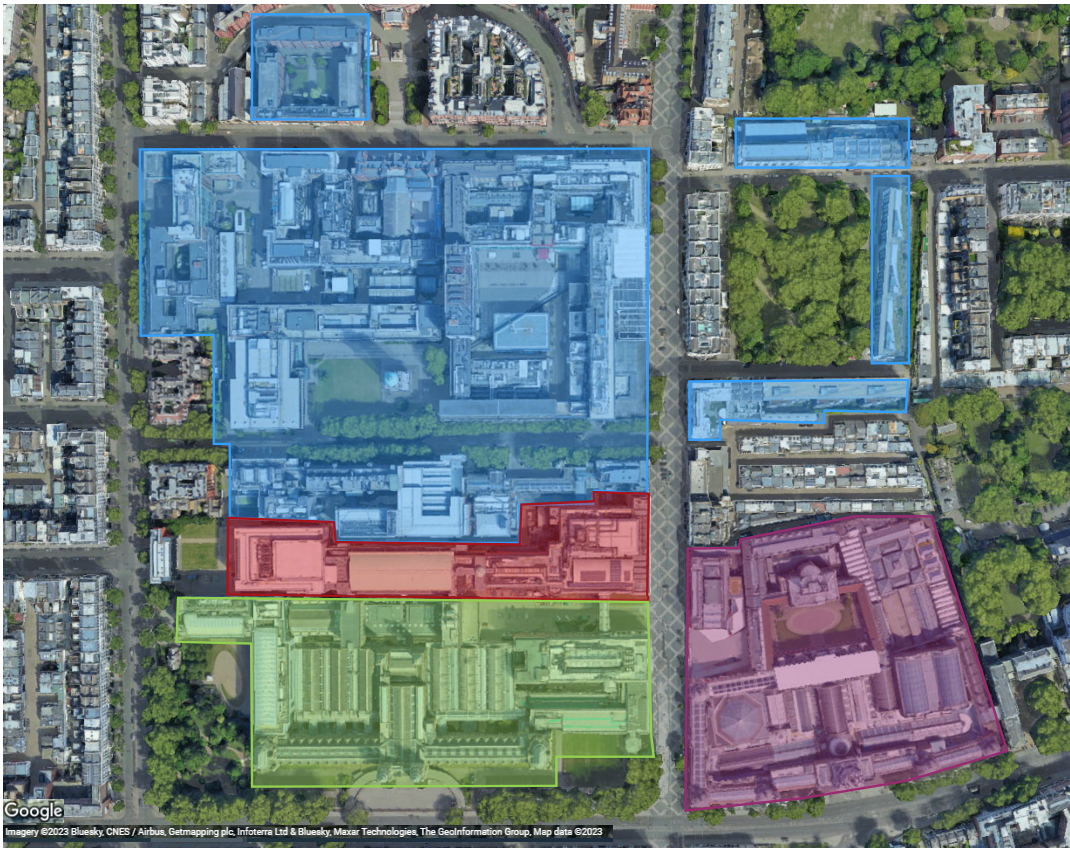 Google
Imagery ©2023 Bluesky, CNES / Airbus, Getmapping plc, Infoterra Ltd & Bluesky, Maxar Technologies, The GeoInformation Group, Map data ©2023